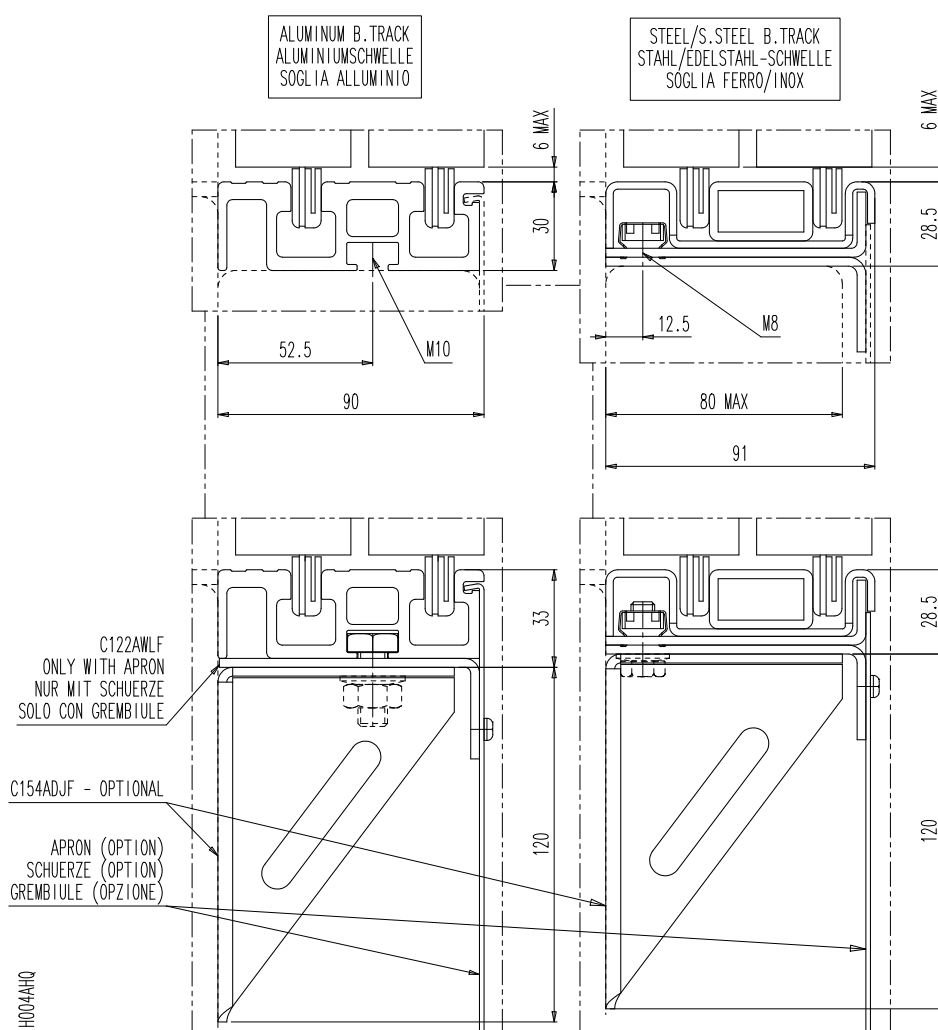 ALUMINUM B.TRACK
ALUMINIUMSCHWELLE
SOGLIA ALLUMINIO
STEEL/S.STEEL B.TRACK
STAHL/EDELSTAHL-SCHWELLE
SOGLIA FERRO/INOX
6 MAX
30
52.5
M10
90
6 MAX
28.5
12.5
M8
80 MAX
91
33
C122AWLF
ONLY WITH APRON
NUR MIT SCHUERZE
SOLO CON GREMBIULE
28.5
C154ADJF - OPTIONAL
APRON (OPTION)
SCHUERZE (OPTION)
GREMBIULE (OPZIONE)
120
120
H004AHQ